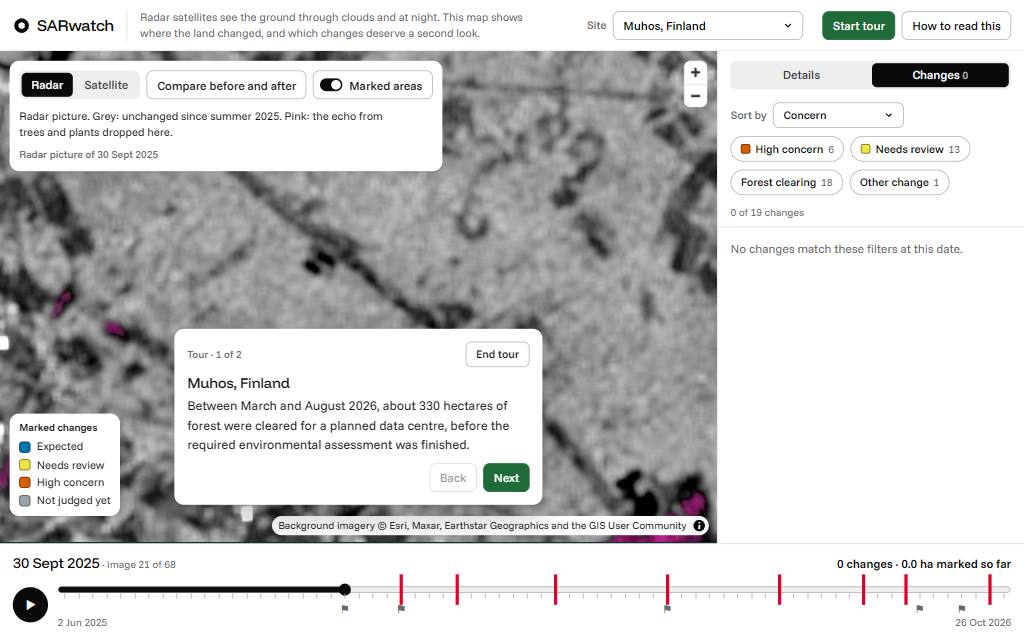 SARwatch
Radar satellites see the ground through clouds and at night. This map shows
where the land changed, and which changes deserve a second look.
Site
Muhos, Finland
Start tour
How to read this
Radar
Satellite
Compare before and after
Marked areas
Radar picture. Grey: unchanged since summer 2025. Pink: the echo from
trees and plants dropped here.
Radar picture of 30 Sept 2025
+
−
Details
Changes 0
Sort by
Concern
High concern 6
Needs review 13
Forest clearing 18
Other change 1
0 of 19 changes
No changes match these filters at this date.
Tour · 1 of 2
End tour
Muhos, Finland
Between March and August 2026, about 330 hectares of
forest were cleared for a planned data centre, before the
required environmental assessment was finished.
Back
Next
Marked changes
Expected
Needs review
High concern
Not judged yet
Background imagery © Esri, Maxar, Earthstar Geographics and the GIS User Community
30 Sept 2025 · image 21 of 68
0 changes · 0.0 ha marked so far
2 Jun 2025
26 Oct 2026